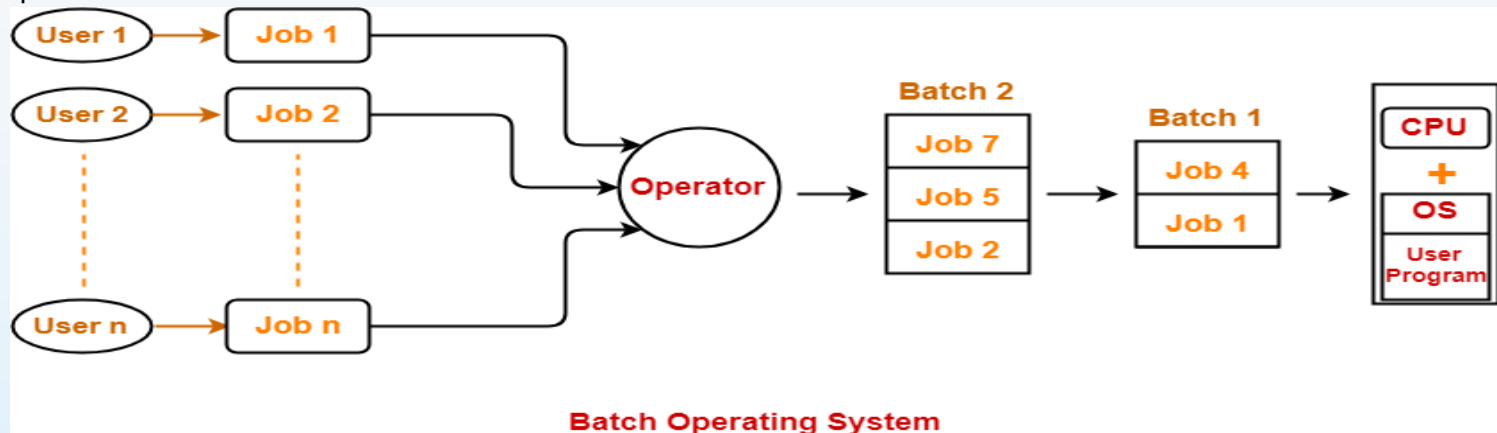 User 1
Job 1
User 2
Job 2
User n
Job n
Operator
Batch 2
Job 7
Job 5
Job 2
Batch 1
Job 4
Job 1
CPU
+
OS
User
Program
Batch Operating System